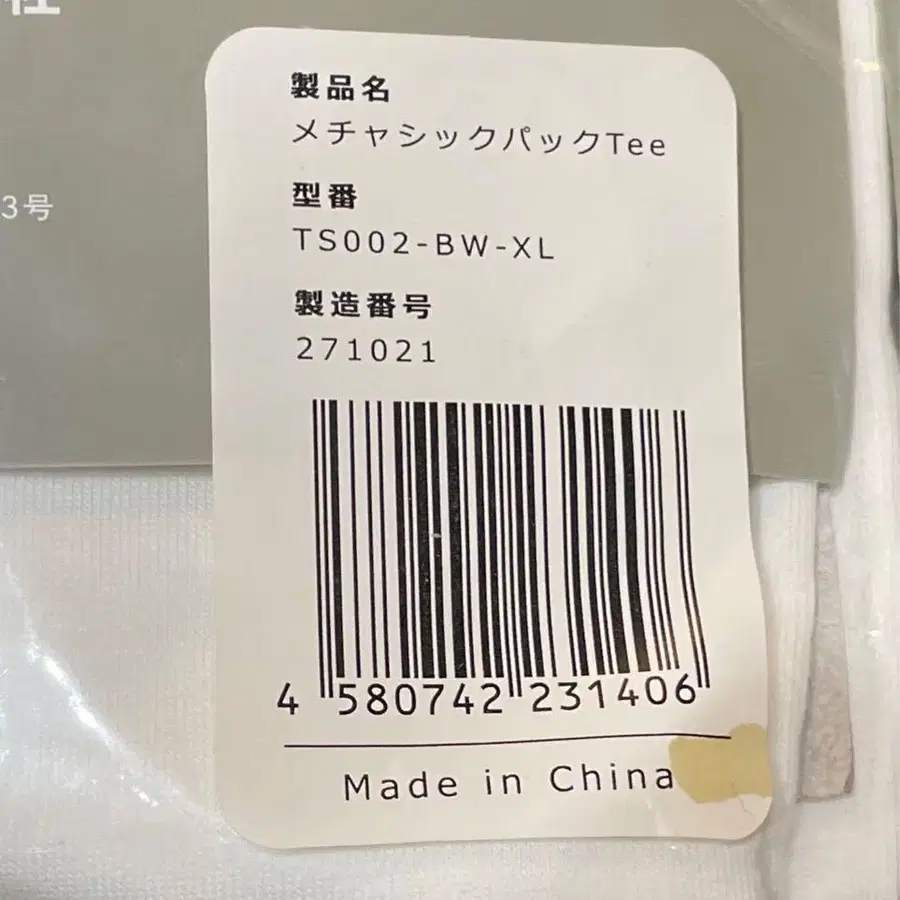 社
3号
製品名
メチャシックパックTee
型番
TS002-BW-XL
製造番号
271021
4 580742 231406
Made in China